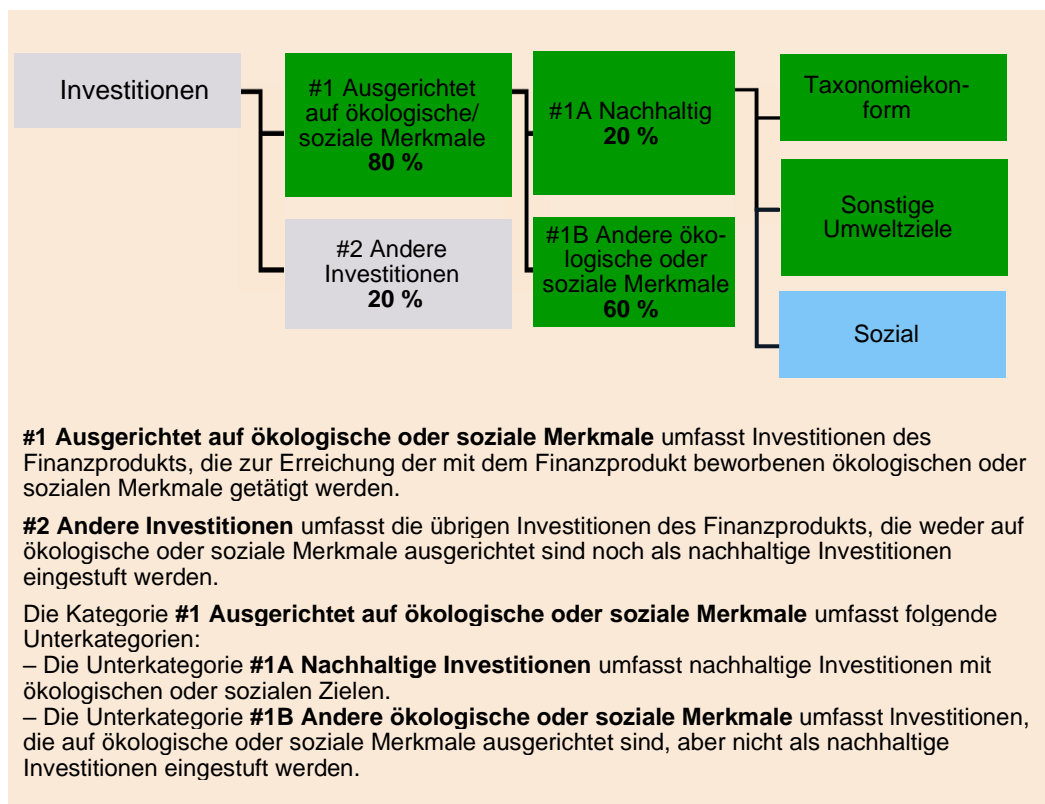 Investitionen
#1 Ausgerichtet
auf ökologische/
soziale Merkmale
80 %
#2 Andere
Investitionen
20 %
#1A Nachhaltig
20 %
#1B Andere öko-
logische oder
soziale Merkmale
60 %
Taxonomiekon-
form
Sonstige
Umweltziele
Sozial
#1 Ausgerichtet auf ökologische oder soziale Merkmale umfasst Investitionen des
Finanzprodukts, die zur Erreichung der mit dem Finanzprodukt beworbenen ökologischen oder
sozialen Merkmale getätigt werden.
#2 Andere Investitionen umfasst die übrigen Investitionen des Finanzprodukts, die weder auf
ökologische oder soziale Merkmale ausgerichtet sind noch als nachhaltige Investitionen
eingestuft werden.
Die Kategorie #1 Ausgerichtet auf ökologische oder soziale Merkmale umfasst folgende
Unterkategorien:
– Die Unterkategorie #1A Nachhaltige Investitionen umfasst nachhaltige Investitionen mit
ökologischen oder sozialen Zielen.
– Die Unterkategorie #1B Andere ökologische oder soziale Merkmale umfasst Investitionen,
die auf ökologische oder soziale Merkmale ausgerichtet sind, aber nicht als nachhaltige
Investitionen eingestuft werden.